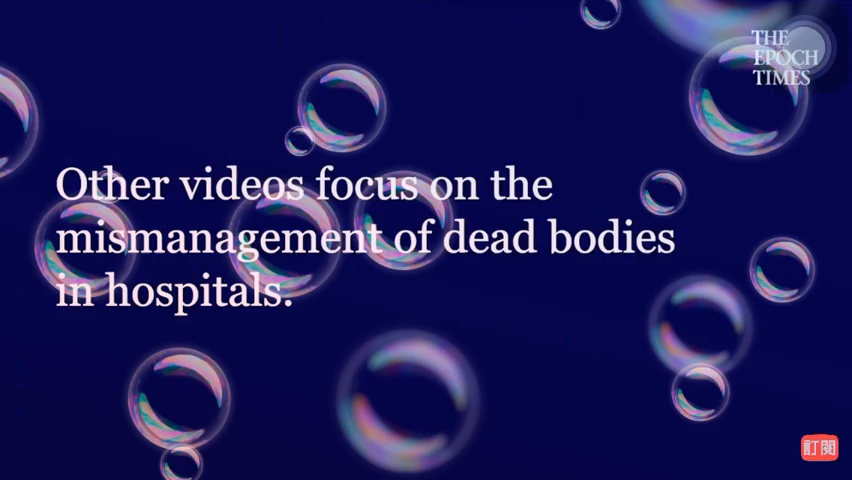 THE
EPOCH
TIMES
Other videos focus on the
mismanagement of dead bodies
in hospitals.
訂閱